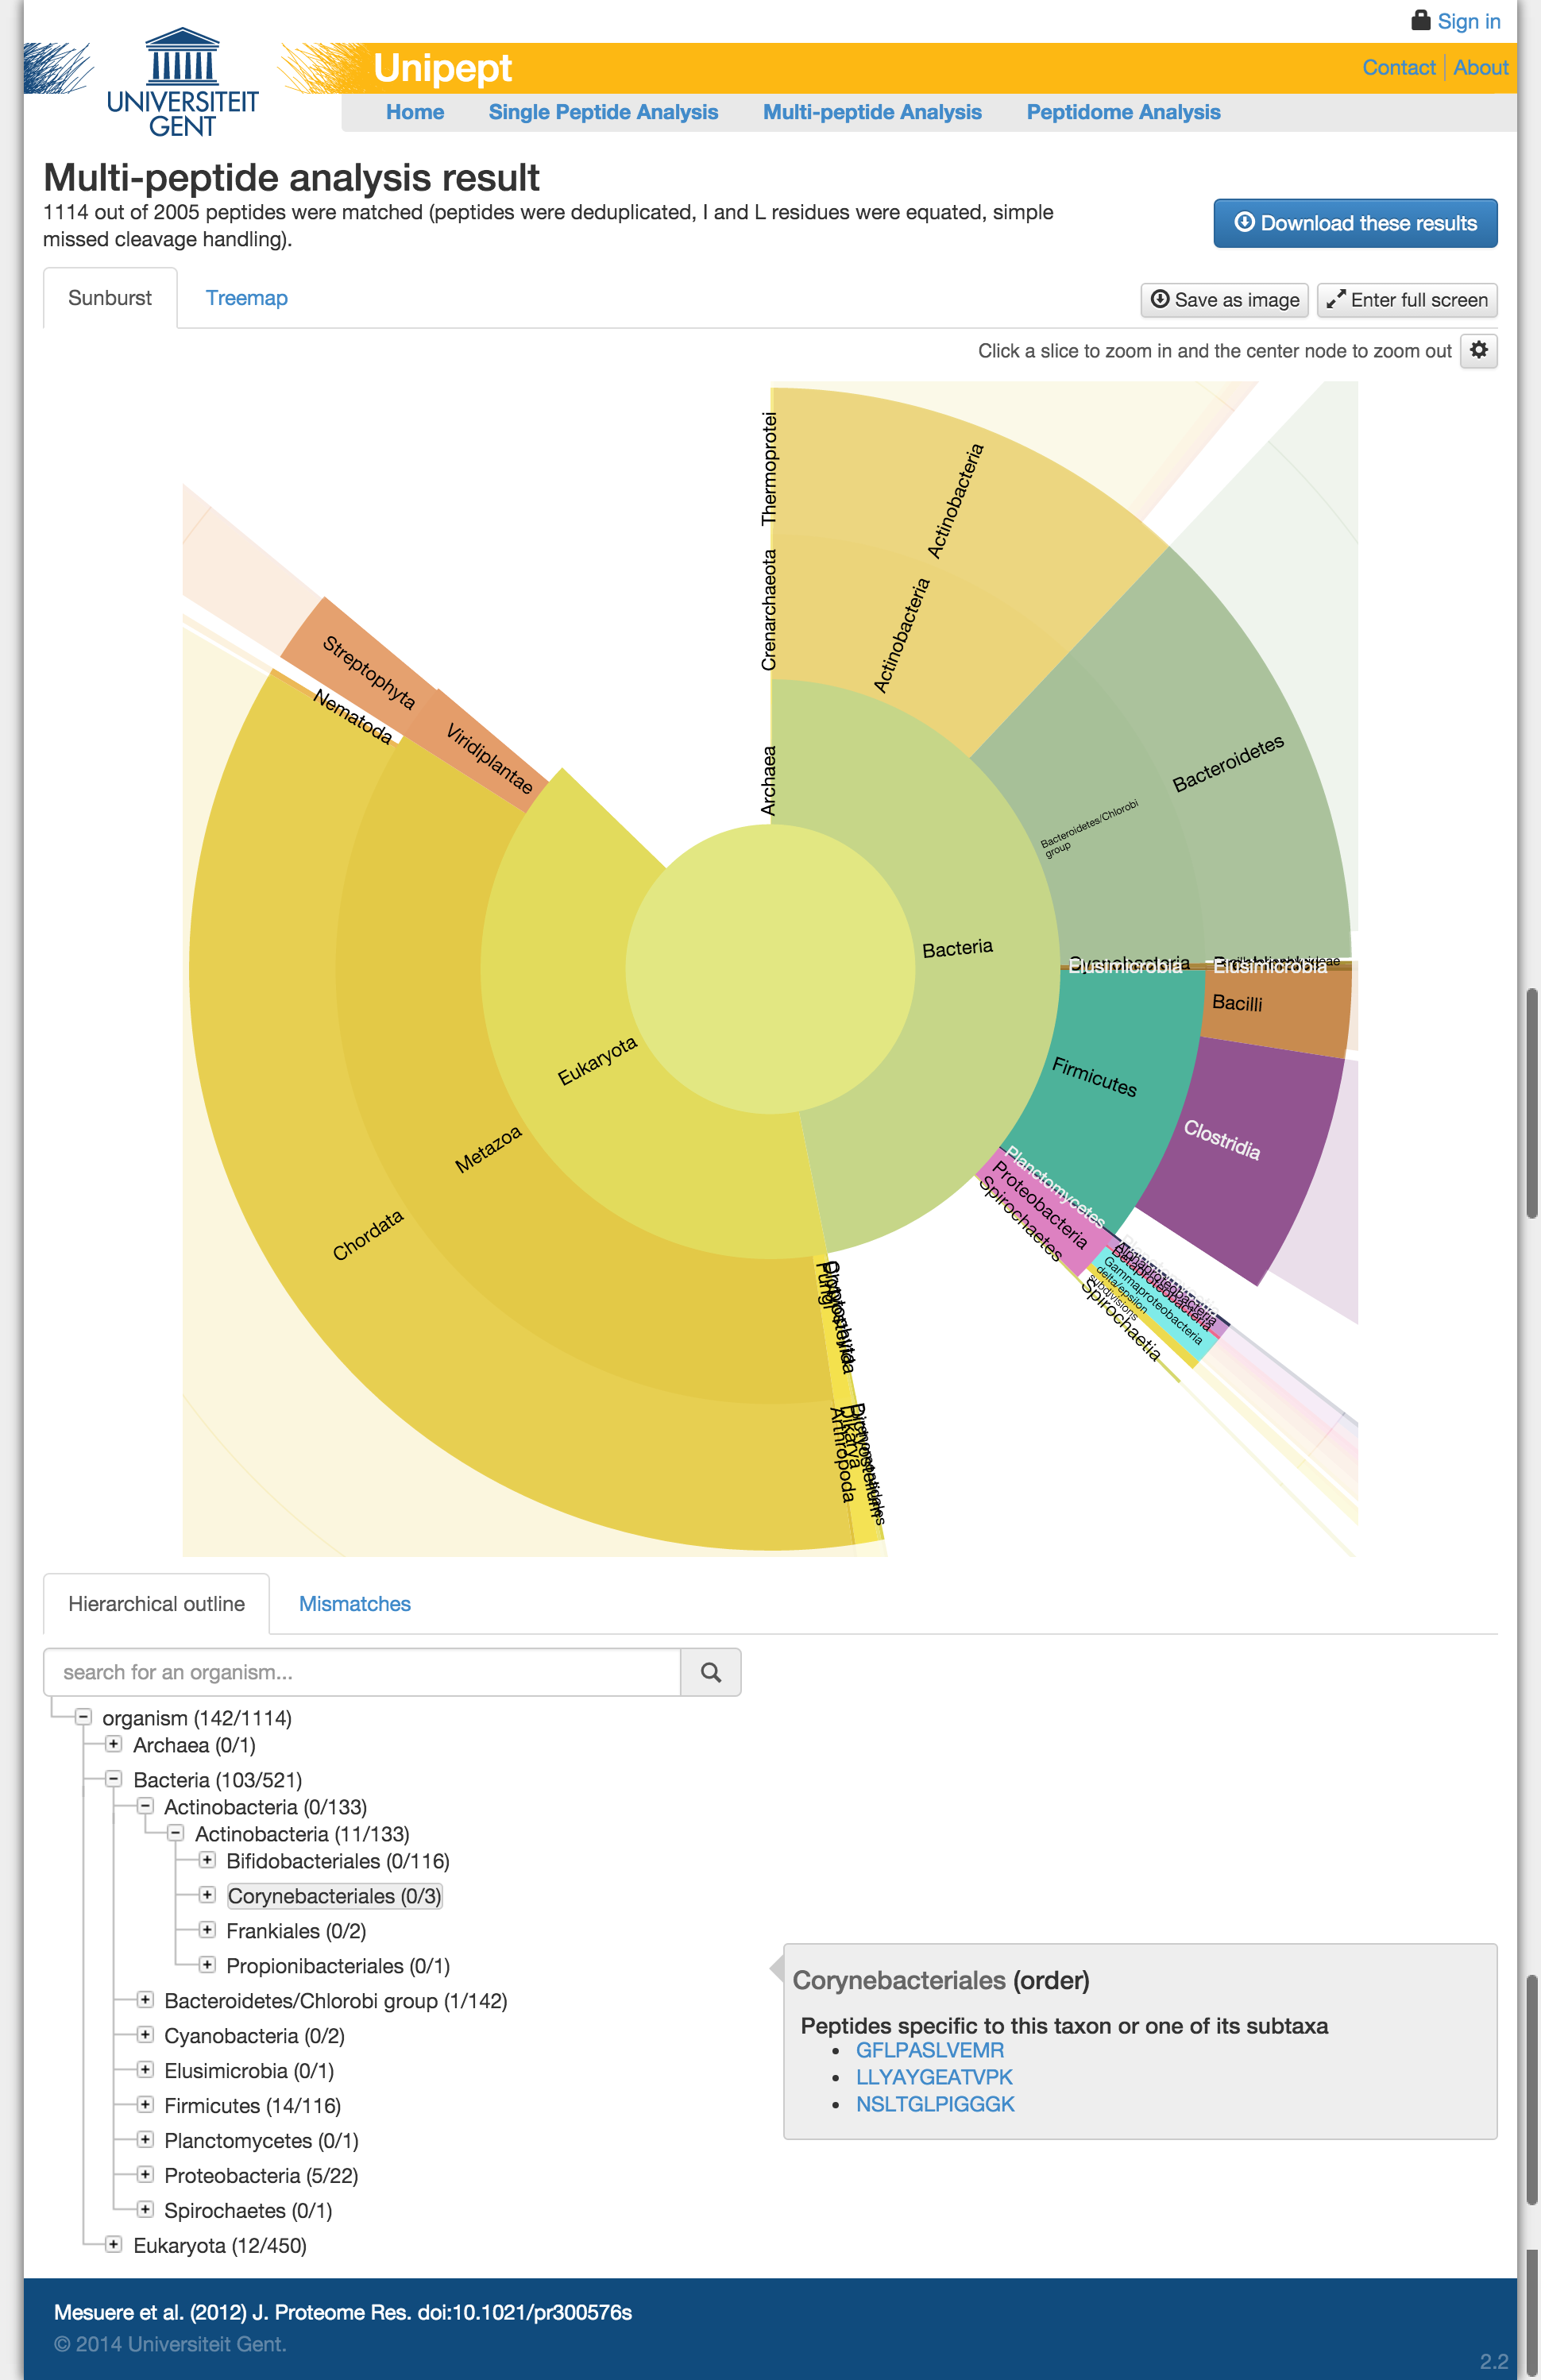 Sign in
UNIVERSITEIT
GENT
Unipept
Contact About
Home Single Peptide Analysis Multi-peptide Analysis Peptidome Analysis
Multi-peptide analysis result
1114 out of 2005 peptides were matched (peptides were deduplicated, I and L residues were equated, simple
missed cleavage handling).
Download these results
Sunburst Treemap
Save as image Enter full screen
Click a slice to zoom in and the center node to zoom out
Thermoprotei
Actinobacteria
Crenarchaeota
Actinobacteria
Streptophyta
Nematoda
Viridiplantae
Archaea
Bacteroidetes
Bacteroidetes/Chlorobi
group
Bacteria
Cyanobacteria
Elusimicrobia
Elusimicrobia
Bacilli
Eukaryota
Firmicutes
Clostridia
Metazoa
Planctomycetes
Proteobacteria
Spirochaetes
Chordata
Alphaproteobacteria
Betaproteobacteria
Gammaproteobacteria
delta/epsilon
subdivisions
Spirochaetia
Fungi
Dikarya
Arthropoda
Dictyostelium
Hierarchical outline Mismatches
search for an organism...
organism (142/1114)
Archaea (0/1)
Bacteria (103/521)
Actinobacteria (0/133)
Actinobacteria (11/133)
Bifidobacteriales (0/116)
Corynebacteriales (0/3)
Frankiales (0/2)
Propionibacteriales (0/1)
Bacteroidetes/Chlorobi group (1/142)
Cyanobacteria (0/2)
Elusimicrobia (0/1)
Firmicutes (14/116)
Planctomycetes (0/1)
Proteobacteria (5/22)
Spirochaetes (0/1)
Eukaryota (12/450)
Corynebacteriales (order)
Peptides specific to this taxon or one of its subtaxa
GFLPASLVEMR
LLYAYGEATVPK
NSLTGLPIGGGK
Mesuere et al. (2012) J. Proteome Res. doi:10.1021/pr300576s
© 2014 Universiteit Gent.
2.2